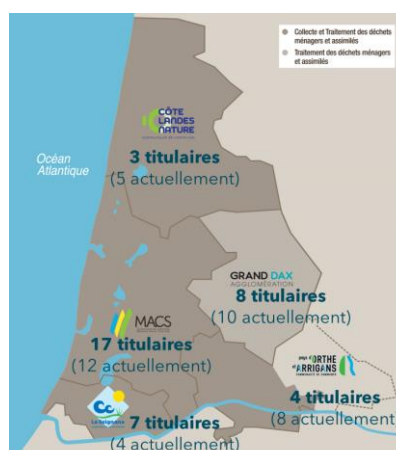 Collecte et Traitement des déchets
ménagers et assimilés
Traitement des déchets ménagers
et assimilés
CÔTE
LANDES
NATURE
3 titulaires
(5 actuellement)
Océan
Atlantique
GRAND DAX
AGGLOMÉRATION
8 titulaires
(10 actuellement)
MACS
17 titulaires
(12 actuellement)
ORTHE
ARRIGANS
4 titulaires
(8 actuellement)
7 titulaires
(4 actuellement)